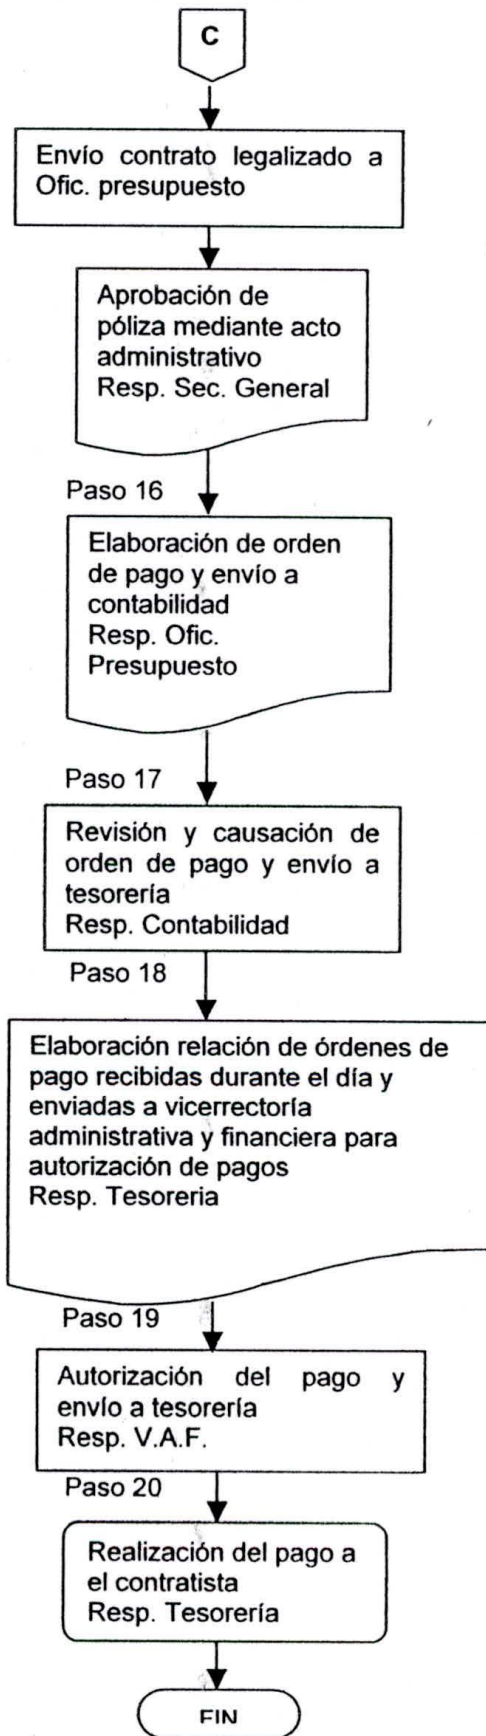 C
Envío contrato legalizado a
Ofic. presupuesto
Aprobación de
póliza mediante acto
administrativo
Resp. Sec. General
Paso 16
Elaboración de orden
de pago y envío a
contabilidad
Resp. Ofic.
Presupuesto
Paso 17
Revisión y causación de
orden de pago y envío a
tesorería
Resp. Contabilidad
Paso 18
Elaboración relación de órdenes de
pago recibidas durante el día y
enviadas a vicerrectoría
administrativa y financiera para
autorización de pagos
Resp. Tesoreria
Paso 19
Autorización del pago y
envío a tesorería
Resp. V.A.F.
Paso 20
Realización del pago a
el contratista
Resp. Tesorería
FIN